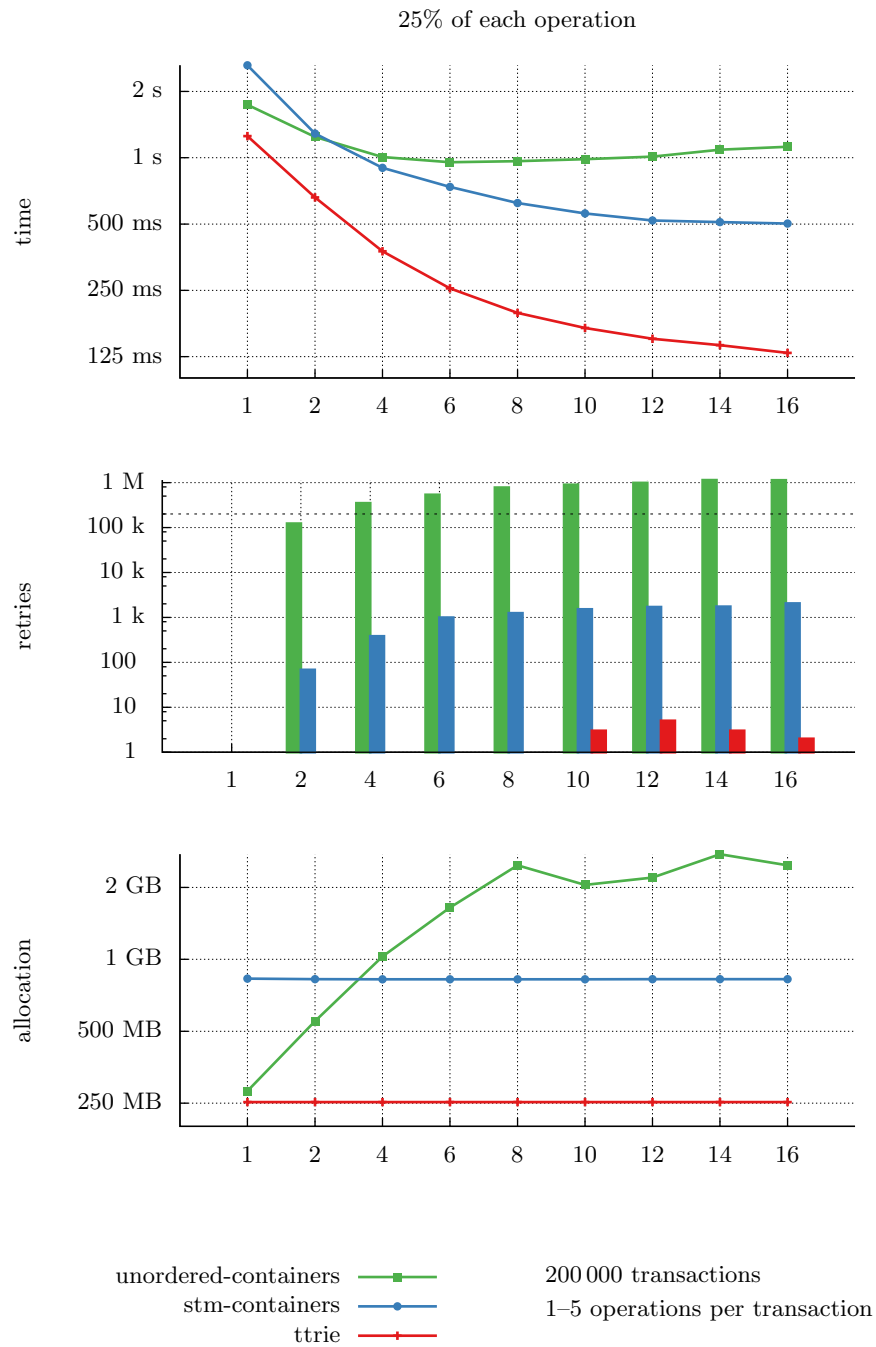 25% of each operation
time
2 s
1 s
500 ms
250 ms
125 ms
1 2 4 6 8 10 12 14 16
retries
1 M
100 k
10 k
1 k
100
10
1
1 2 4 6 8 10 12 14 16
allocation
2 GB
1 GB
500 MB
250 MB
1 2 4 6 8 10 12 14 16
unordered-containers
stm-containers
ttrie
200 000 transactions
1–5 operations per transaction